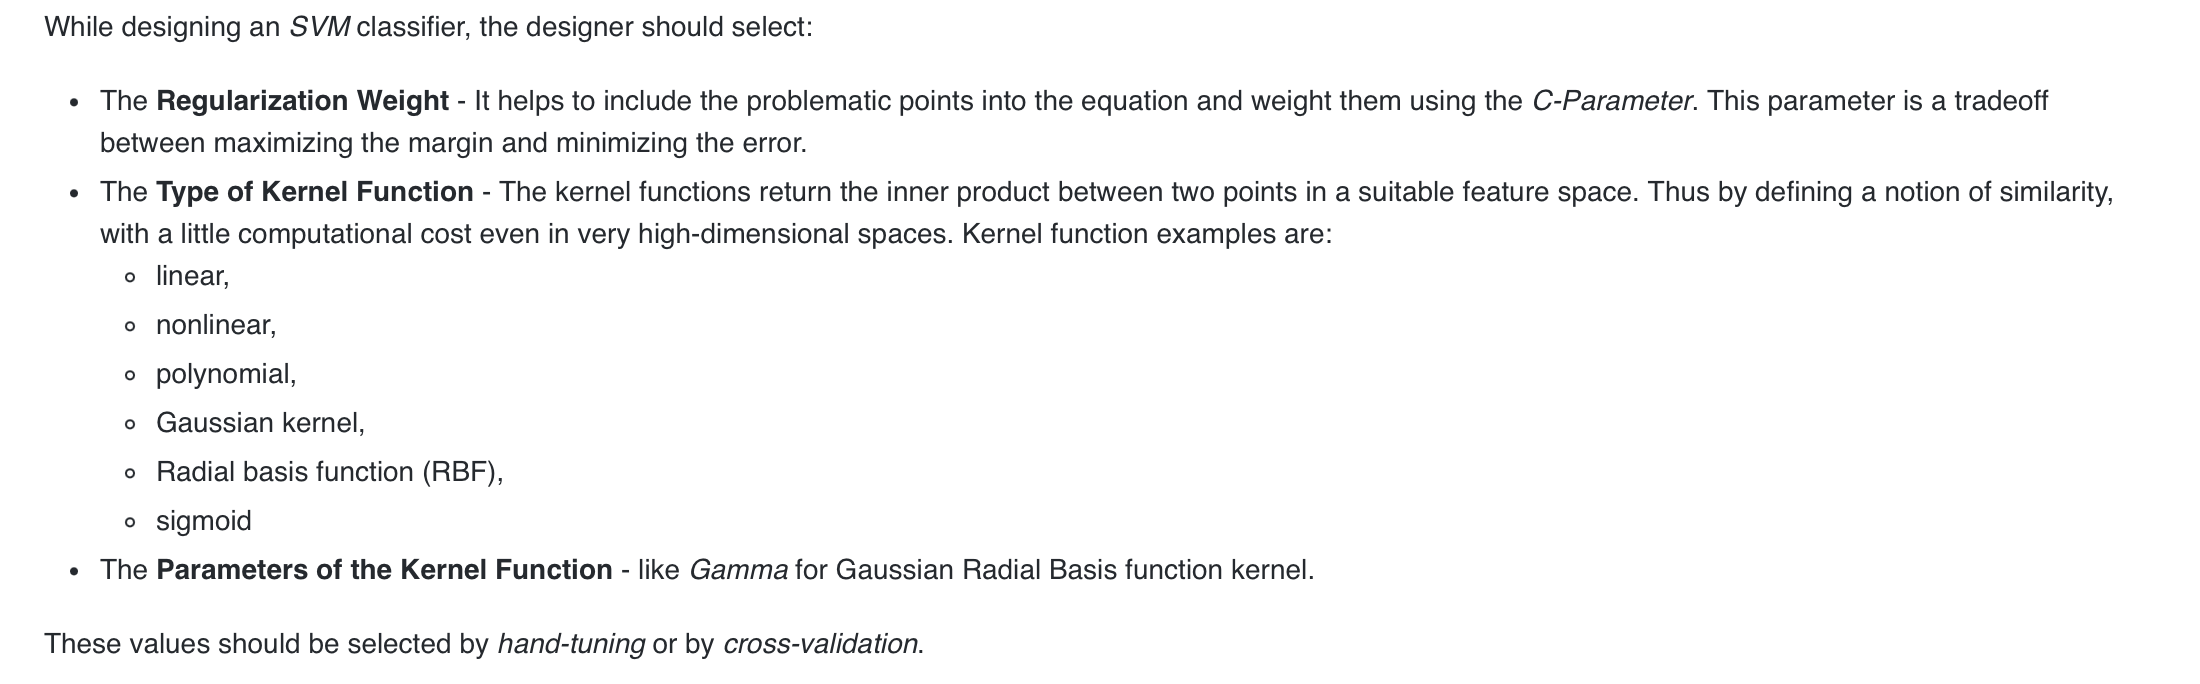 While designing an SVM classifier, the designer should select:
• The Regularization Weight - It helps to include the problematic points into the equation and weight them using the C-Parameter. This parameter is a tradeoff
between maximizing the margin and minimizing the error.
• The Type of Kernel Function - The kernel functions return the inner product between two points in a suitable feature space. Thus by defining a notion of similarity,
with a little computational cost even in very high-dimensional spaces. Kernel function examples are:
◦ linear,
◦ nonlinear,
◦ polynomial,
◦ Gaussian kernel,
◦ Radial basis function (RBF),
◦ sigmoid
• The Parameters of the Kernel Function - like Gamma for Gaussian Radial Basis function kernel.
These values should be selected by hand-tuning or by cross-validation.